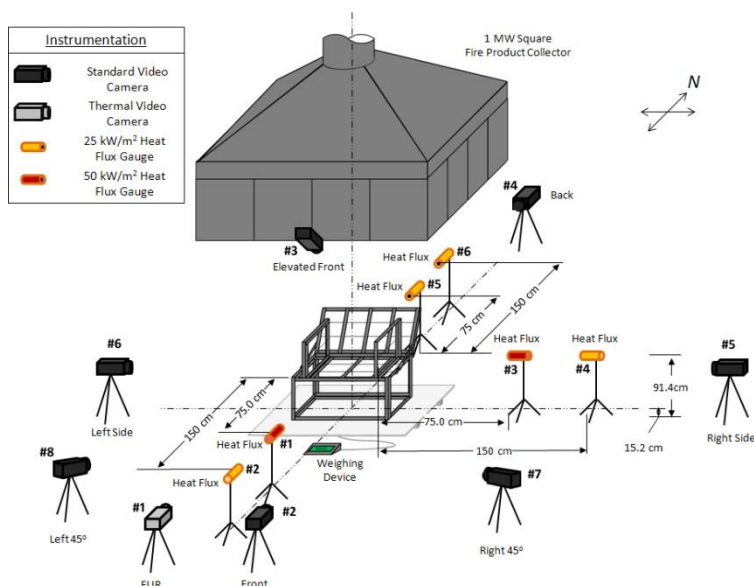 Instrumentation
Standard Video
Camera
Thermal Video
Camera
25 kW/m² Heat
Flux Gauge
50 kW/m² Heat
Flux Gauge
1 MW Square
Fire Product Collector
N
#4
Back
#3
Elevated Front
Heat Flux
#6
Heat Flux
#5
150 cm
75 cm
#6
Left Side
Heat Flux
#3
Heat Flux
#4
#5
Right Side
91.4cm
15.2 cm
150 cm
75.0 cm
75.0 cm
150 cm
Heat Flux
#1
#2
Heat Flux
Weighing
Device
#8
Left 45°
#7
Right 45°
#1
FLIR
#2
Front